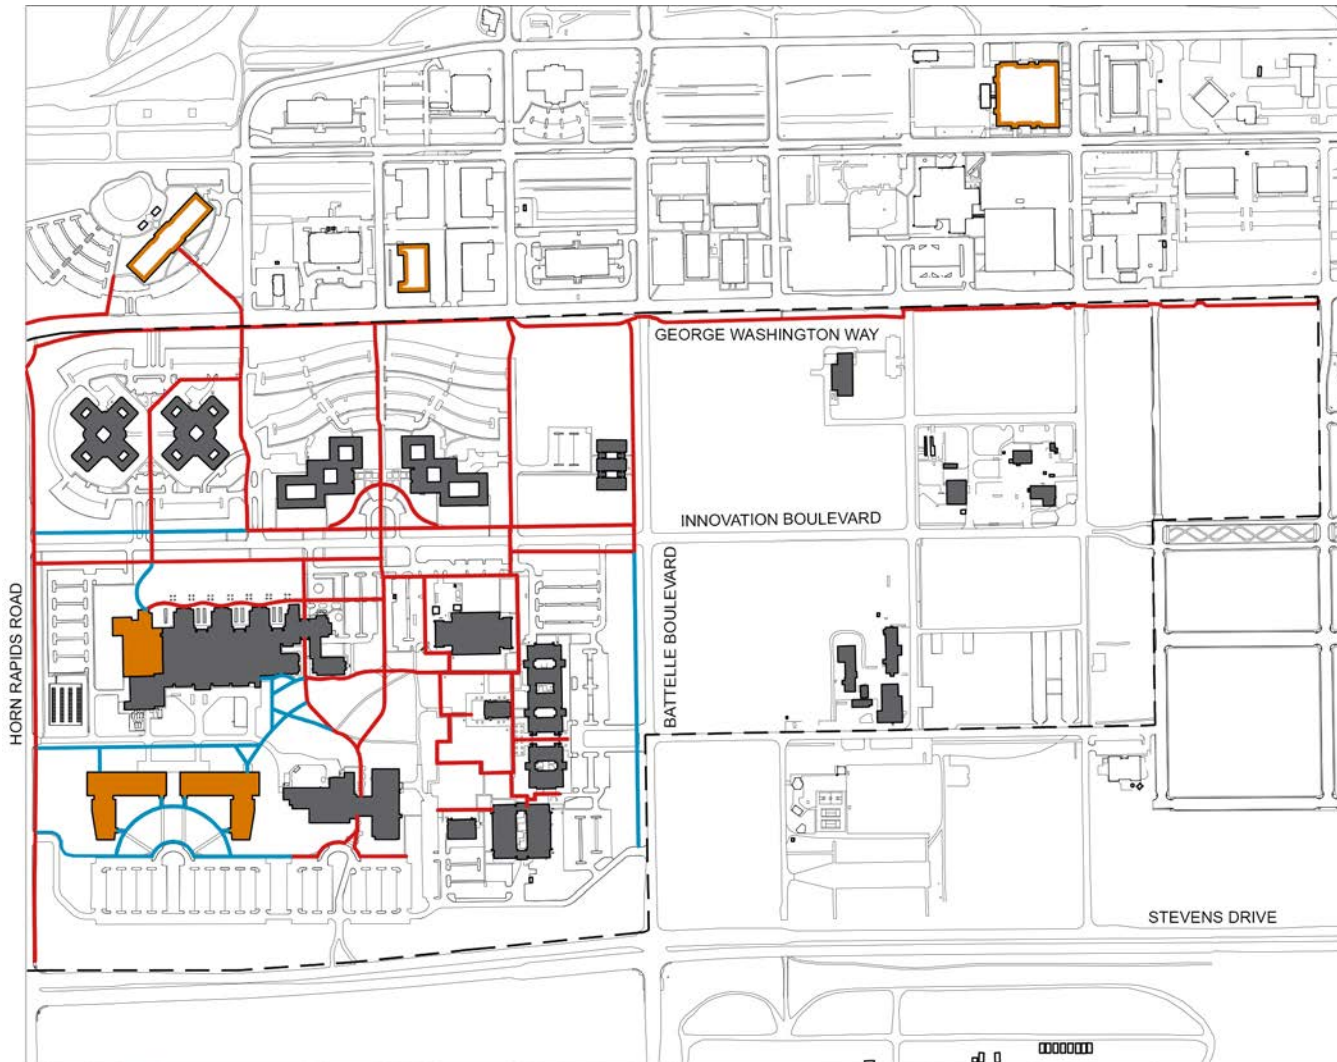 GEORGE WASHINGTON WAY
INNOVATION BOULEVARD
BATTELLE BOULEVARD
HORN RAPIDS ROAD
STEVENS DRIVE